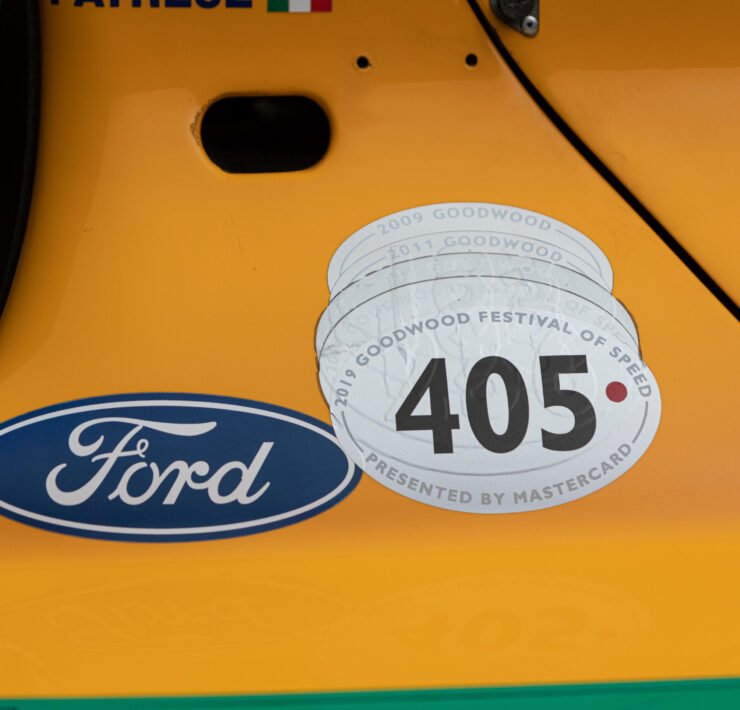 PATRESE
2009 GOODWOOD
2011 GOODWOOD
2019 GOODWOOD FESTIVAL OF SPEED
405
PRESENTED BY MASTERCARD
Ford